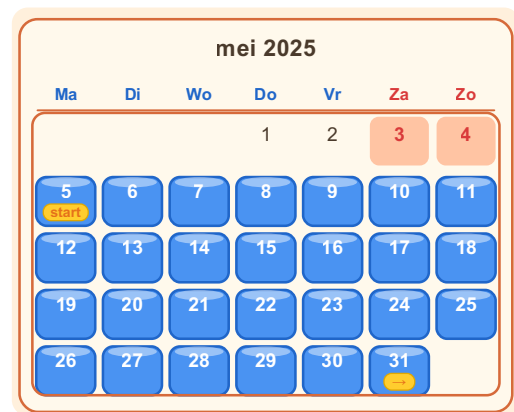 mei 2025
Ma Di Wo Do Vr Za Zo
1 2 3 4
5 6 7 8 9 10 11
start
12 13 14 15 16 17 18
19 20 21 22 23 24 25
26 27 28 29 30 31
→